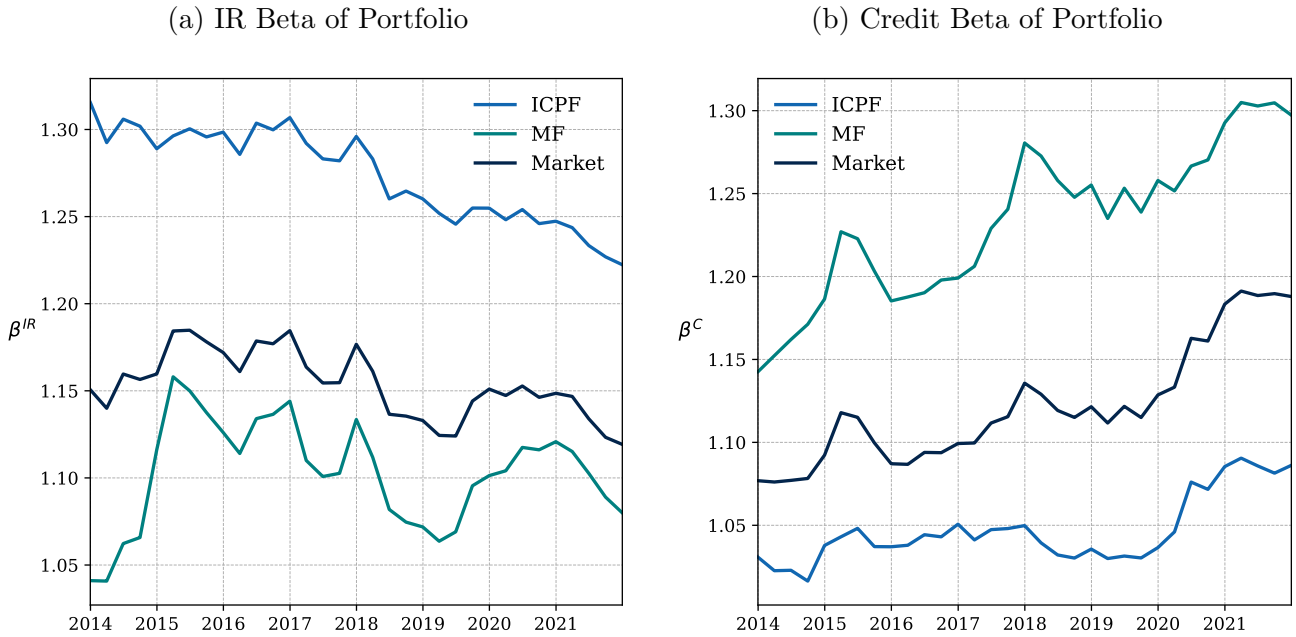 (a) IR Beta of Portfolio
1.30
1.25
1.20
1.15
1.10
1.05
β^IR
ICPF
MF
Market
2014 2015 2016 2017 2018 2019 2020 2021
(b) Credit Beta of Portfolio
1.30
1.25
1.20
1.15
1.10
1.05
β^C
ICPF
MF
Market
2014 2015 2016 2017 2018 2019 2020 2021